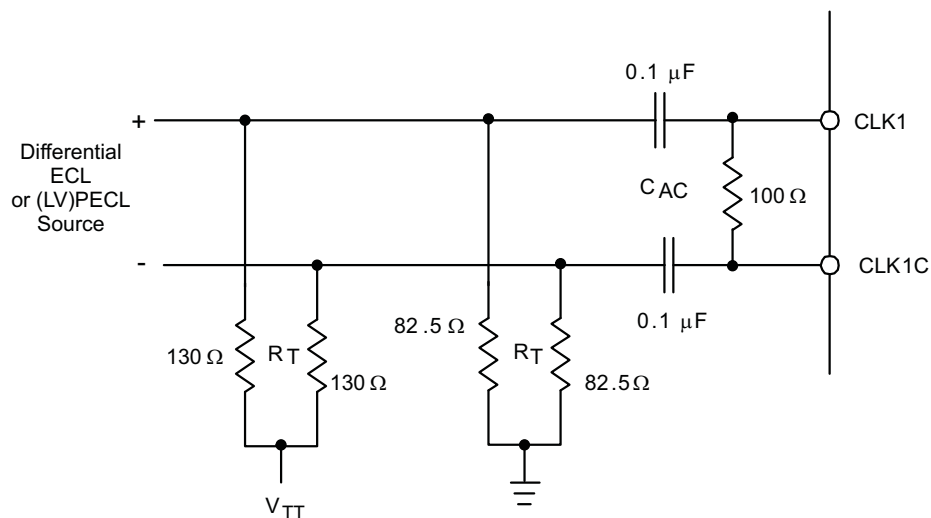 0.1 μF
+
CLK1
Differential
ECL
or (LV)PECL
Source
C AC
100 Ω
-
CLK1C
0.1 μF
82.5 Ω
130 Ω
R T
130 Ω
R T
82.5 Ω
V TT